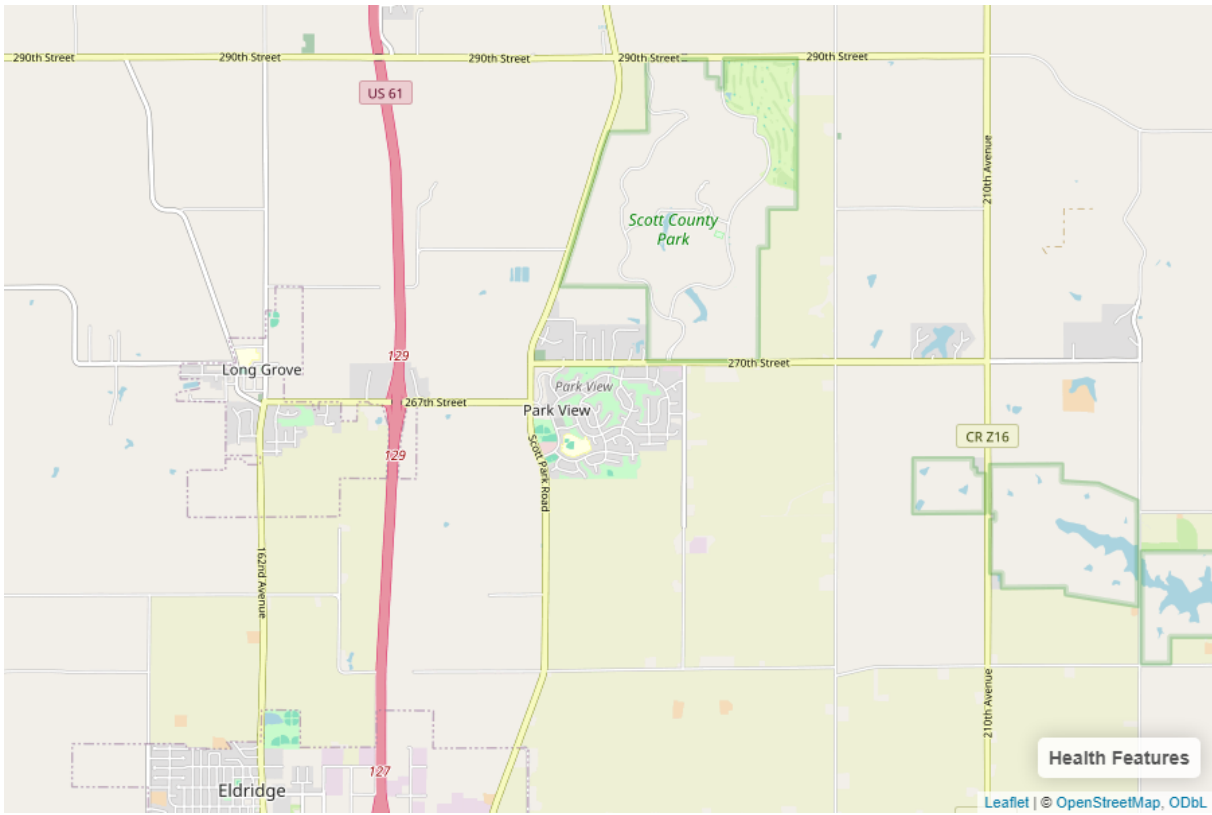 290th Street
290th Street
290th Street
290th Street
290th Street
US 61
210th Avenue
Scott County
Park
129
270th Street
Long Grove
Park View
267th Street
Park View
CR Z16
129
Scott Park Road
162nd Avenue
210th Avenue
Health Features
127
Eldridge
Leaflet | © OpenStreetMap, ODbL